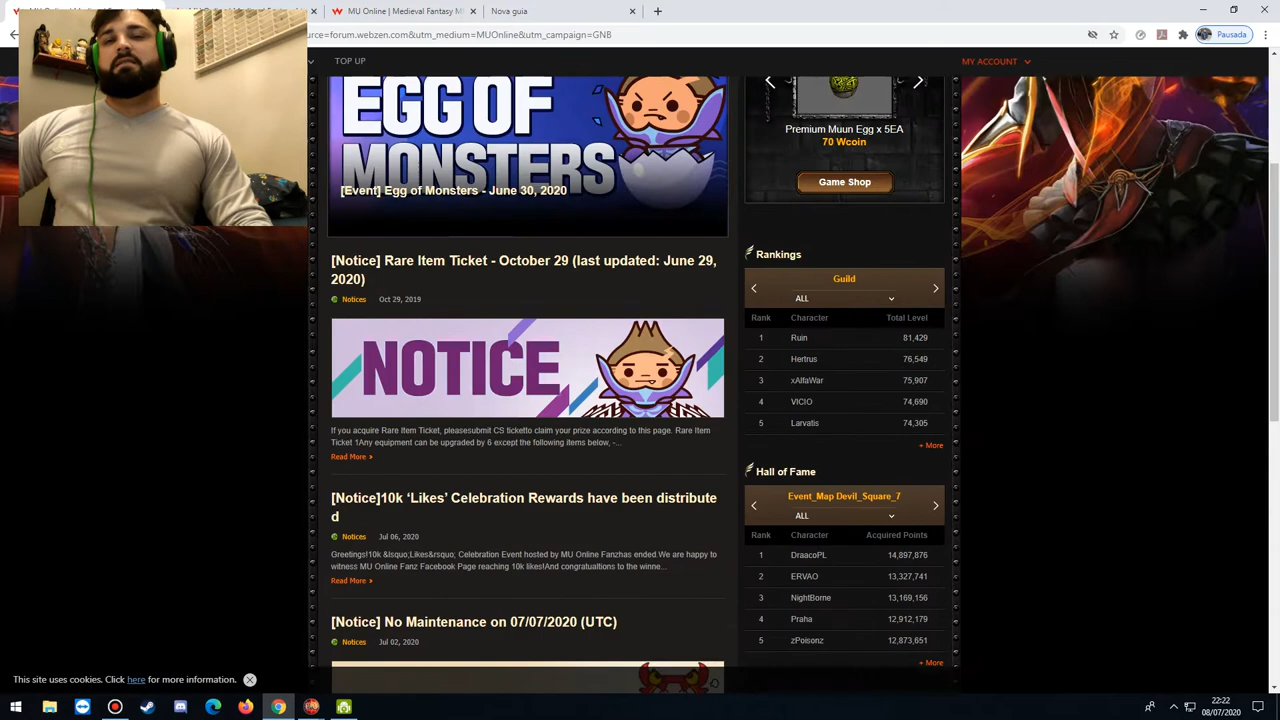 MU Online | Medieval Fantasy M
Nova guia
ource=forum.webzen.com&utm_medium=MUOnline&utm_campaign=GNB
Pausada
TOP UP
MY ACCOUNT
EGG OF
MONSTERS
[Event] Egg of Monsters - June 30, 2020
Premium Muun Egg x 5EA
70 Wcoin
Game Shop
[Notice] Rare Item Ticket - October 29 (last updated: June 29,
2020)
Notices Oct 29, 2019
NOTICE
If you acquire Rare Item Ticket, pleasesubmit CS ticketto claim your prize according to this page. Rare Item
Ticket 1Any equipment can be upgraded by 6 except the following items below, -...
Read More
[Notice]10k ‘Likes’ Celebration Rewards have been distribute
d
Notices Jul 06, 2020
Greetings!10k &lsquo;Likes&rsquo; Celebration Event hosted by MU Online Fanzhas ended.We are happy to
witness MU Online Fanz Facebook Page reaching 10k likes!And congratualtions to the winne...
Read More
[Notice] No Maintenance on 07/07/2020 (UTC)
Notices Jul 02, 2020
Rankings
Guild
ALL
Rank Character Total Level
1 Ruin 81,429
2 Hertrus 76,549
3 xAlfaWar 75,907
4 VICIO 74,690
5 Larvatis 74,305
+ More
Hall of Fame
Event_Map Devil_Square_7
ALL
Rank Character Acquired Points
1 DraacoPL 14,897,876
2 ERVAO 13,327,741
3 NightBorne 13,169,156
4 Praha 12,912,179
5 zPoisonz 12,873,651
+ More
This site uses cookies. Click here for more information.
22:22
08/07/2020